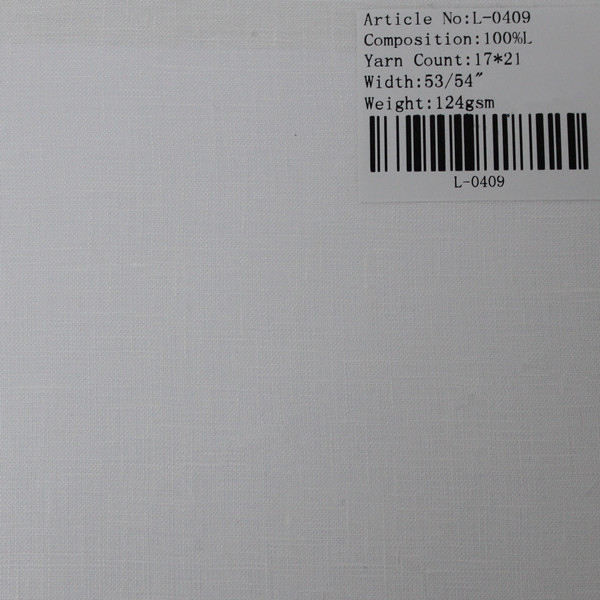 Article No:L-0409
Composition:100%L
Yarn Count:17*21
Width:53/54″
Weight:124gsm
L-0409